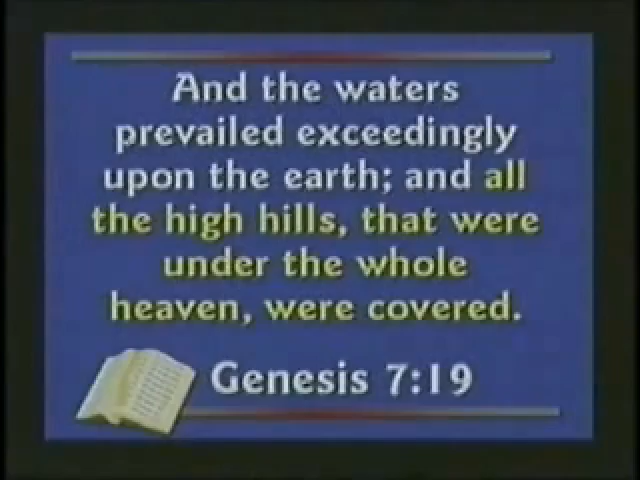 And the waters
prevailed exceedingly
upon the earth; and all
the high hills, that were
under the whole
heaven, were covered.
Genesis 7:19